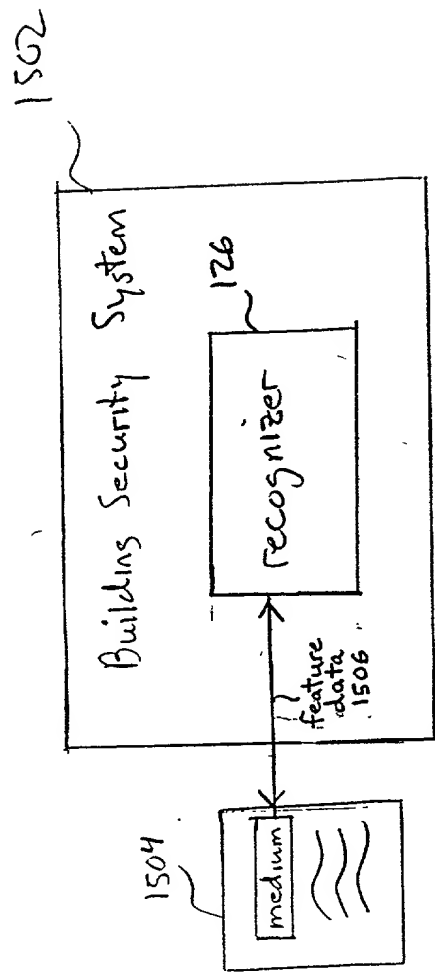 1502
Building Security System
126
recognizer
feature
data
1506
1504
medium